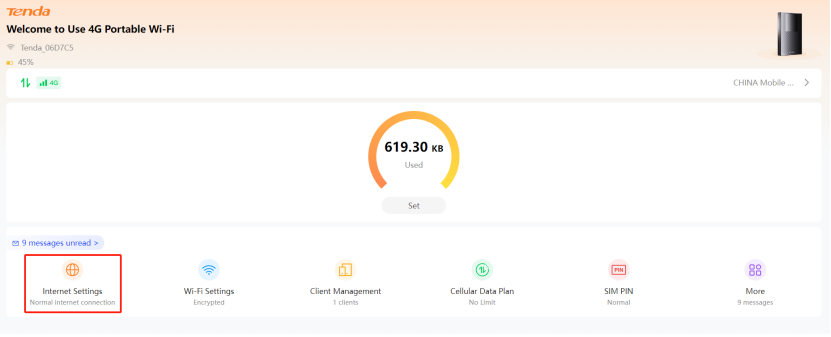 Tenda
Welcome to Use 4G Portable Wi-Fi
Tenda_06D7C5
45%
4G
CHINA Mobile ...
619.30 KB
Used
Set
9 messages unread >
Internet Settings
Normal internet connection
Wi-Fi Settings
Encrypted
Client Management
1 clients
Cellular Data Plan
No Limit
PIN
SIM PIN
Normal
More
9 messages